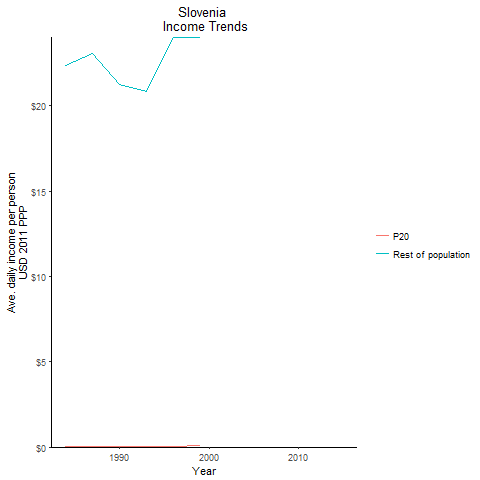 Slovenia
Income Trends
Ave. daily income per person
USD 2011 PPP
$20
$15
$10
$5
$0
1990
2000
2010
Year
P20
Rest of population